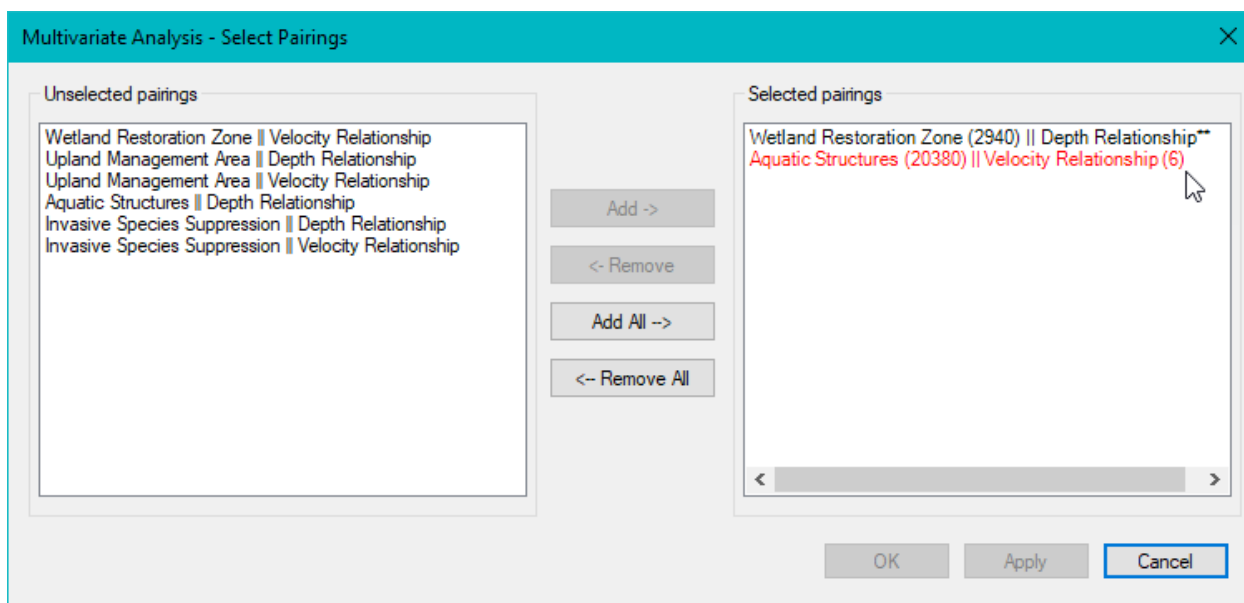 Multivariate Analysis - Select Pairings
Unselected pairings
Wetland Restoration Zone || Velocity Relationship
Upland Management Area || Depth Relationship
Upland Management Area || Velocity Relationship
Aquatic Structures || Depth Relationship
Invasive Species Suppression || Depth Relationship
Invasive Species Suppression || Velocity Relationship
Add ->
<- Remove
Add All -->
<-- Remove All
Selected pairings
Wetland Restoration Zone (2940) || Depth Relationship**
Aquatic Structures (20380) || Velocity Relationship (6)
OK
Apply
Cancel